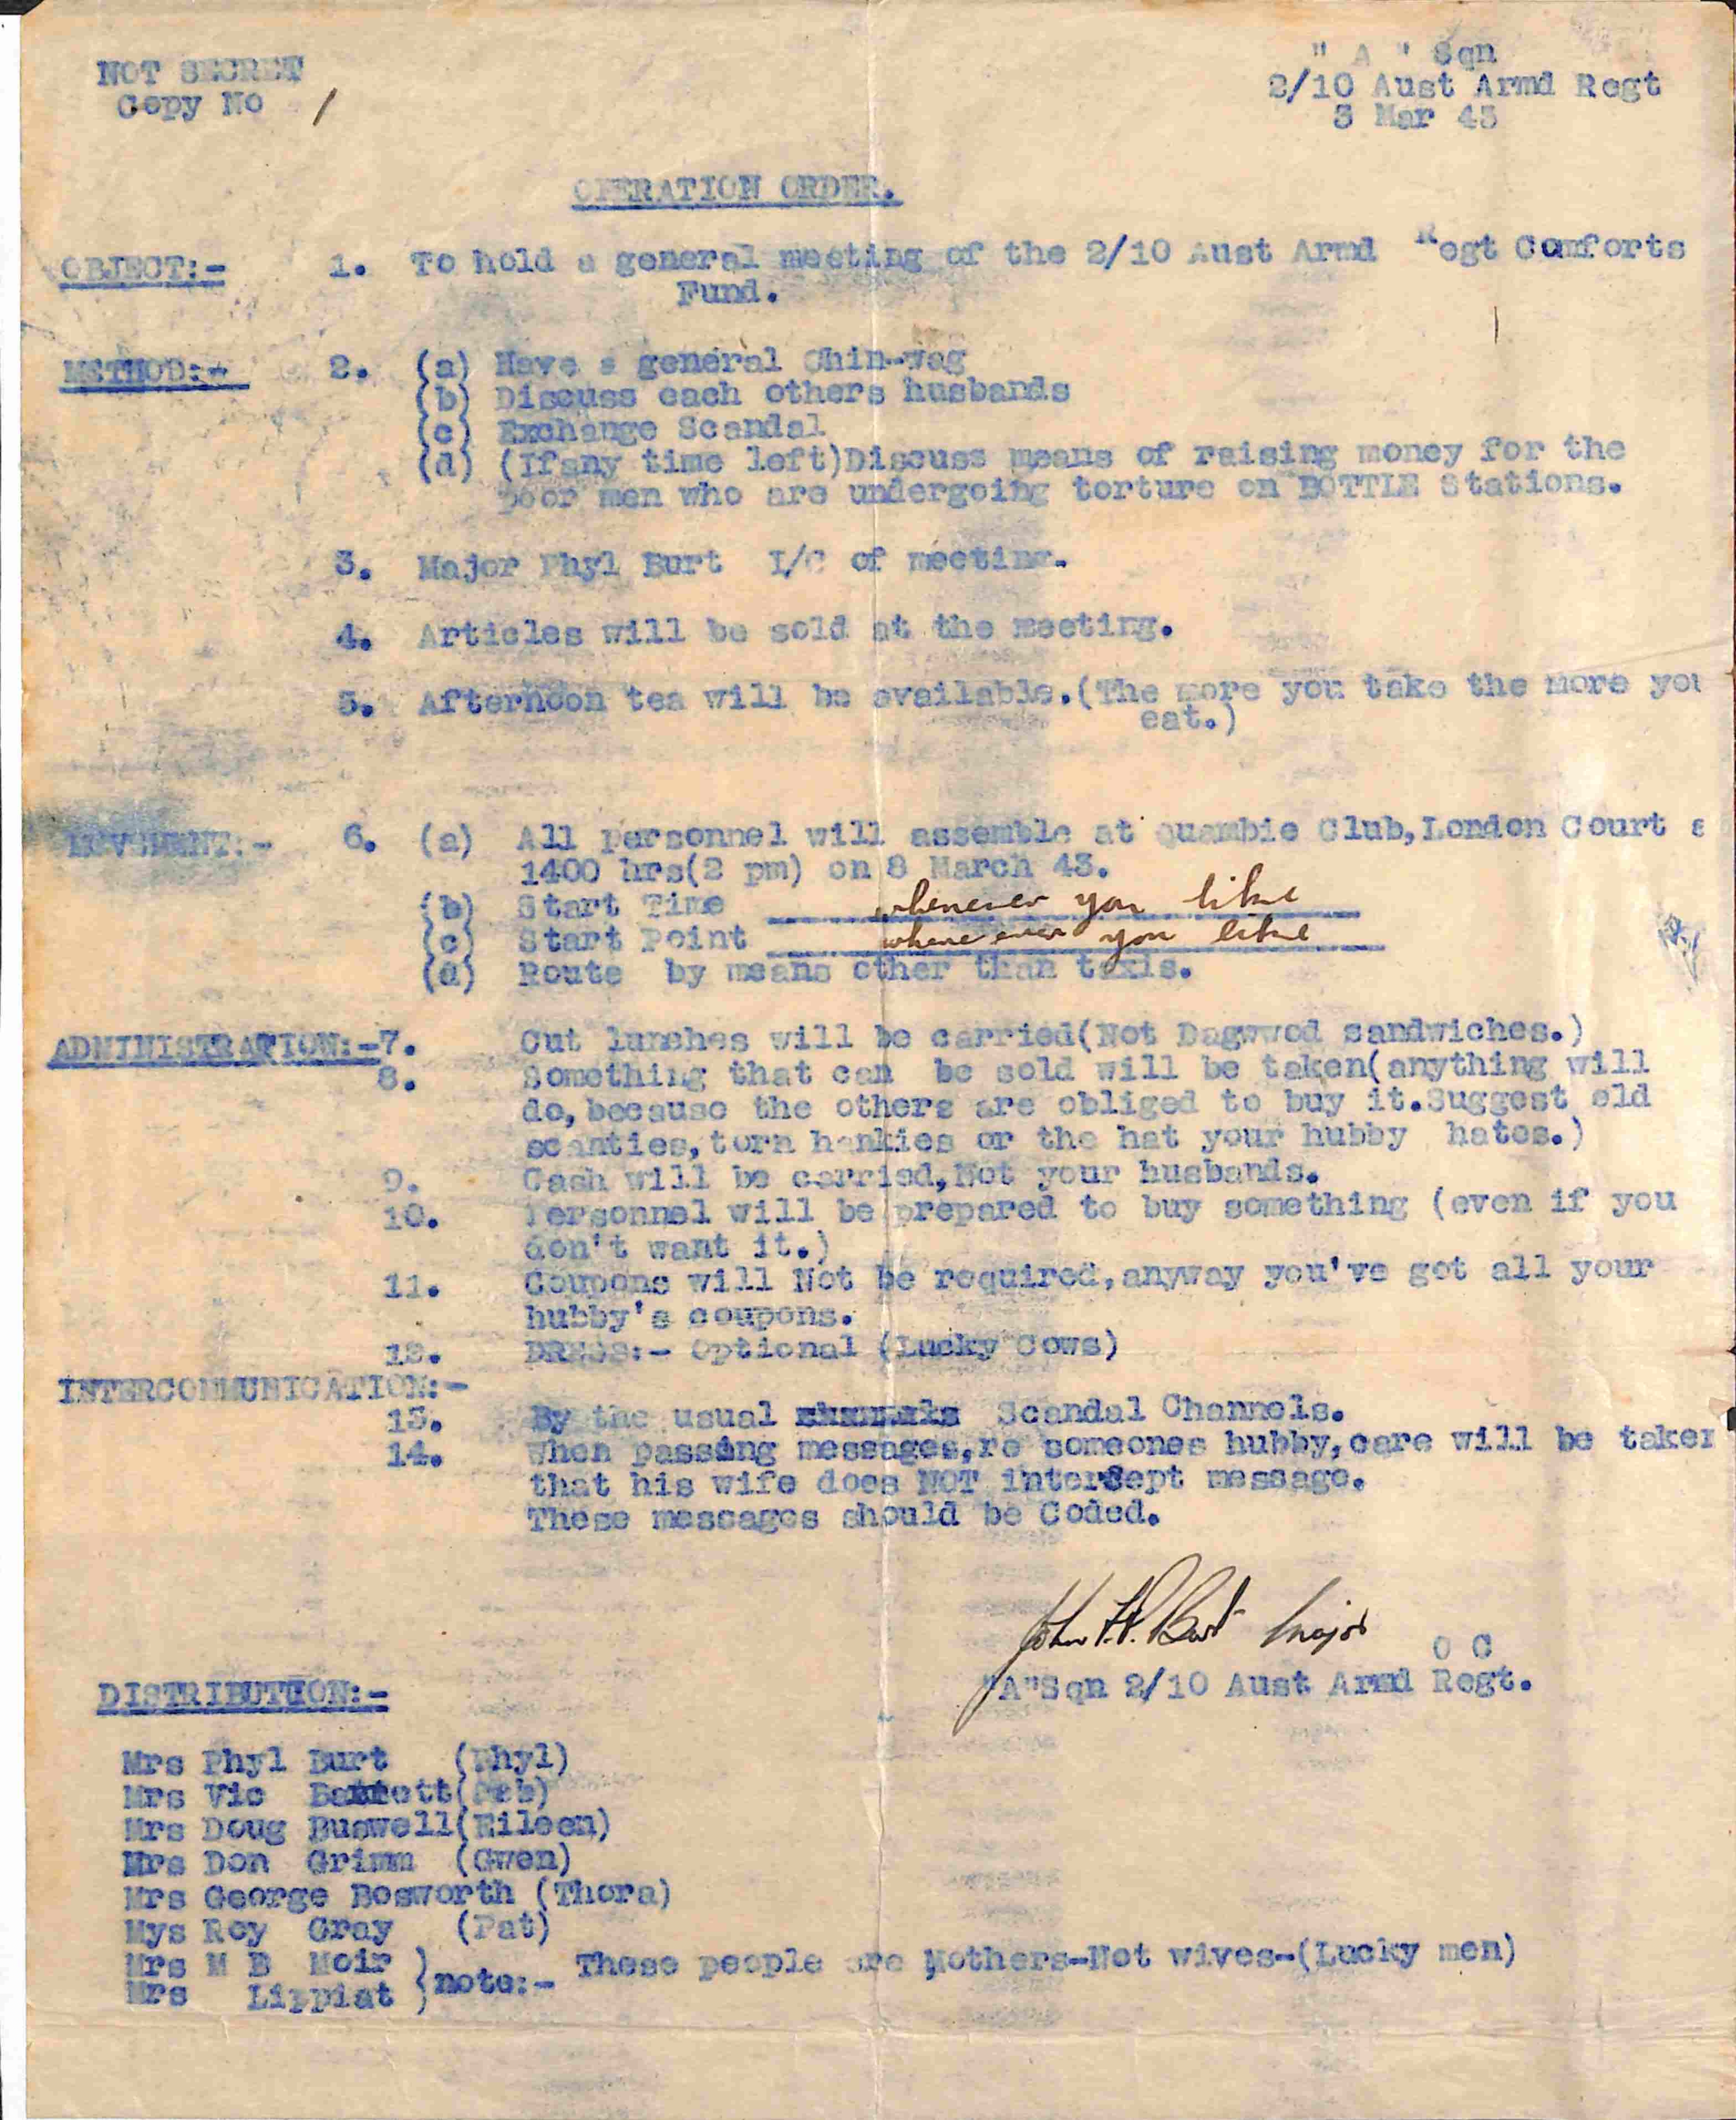 NOT SECRET
Copy No 1
" A " Sqn
2/10 Aust Armd Regt
3 Mar 43
OPERATION ORDER.
OBJECT:- 1. To hold a general meeting of the 2/10 Aust Armd Regt Comforts
Fund.
METHOD:- 2. (a) Have a general Chin-wag
(b) Discuss each others husbands
(c) Exchange Scandal
(d) (Ifany time left)Discuss means of raising money for the
poor men who are undergoing torture on BOTTLE Stations.
3. Major Phyl Burt I/C of meeting.
4. Articles will be sold at the meeting.
5. Afternoon tea will be available.(The more you take the more you
eat.)
MOVEMENT:- 6. (a) All personnel will assemble at Quambie Club,London Court a
1400 hrs(2 pm) on 8 March 43.
(b) Start Time whenever you like
(c) Start Point where ever you like
(d) Route by means other than taxis.
ADMINISTRATION:-7. Cut lunches will be carried(Not Dagwwod sandwiches.)
8. Something that can be sold will be taken(anything will
do,because the others are obliged to buy it.Suggest old
scanties,torn hankies or the hat your hubby hates.)
9. Cash will be carried,Not your husbands.
10. Personnel will be prepared to buy something (even if you
don't want it.)
11. Coupons will Not be required,anyway you've got all your
hubby's coupons.
12. DRESS:- Optional (Lucky Cows)
INTERCOMMUNICATION:-
13. By the usual Scandal Channels.
14. When passing messages,re someones hubby,care will be taken
that his wife does NOT intercept message.
These messages should be Coded.
John H.P. Burt Major O C
"A"Sqn 2/10 Aust Armd Regt.
DISTRIBUTION:-
Mrs Phyl Burt (Phyl)
Mrs Vic
Mrs Doug Buswell(Eileen)
Mrs Don Grimm (Gwen)
Mrs George Bosworth (Thora)
Mys Roy Gray (Pat)
Mrs M B Moir
Mrs Lippiat
note:- These people are Mothers-Not wives-(Lucky men)